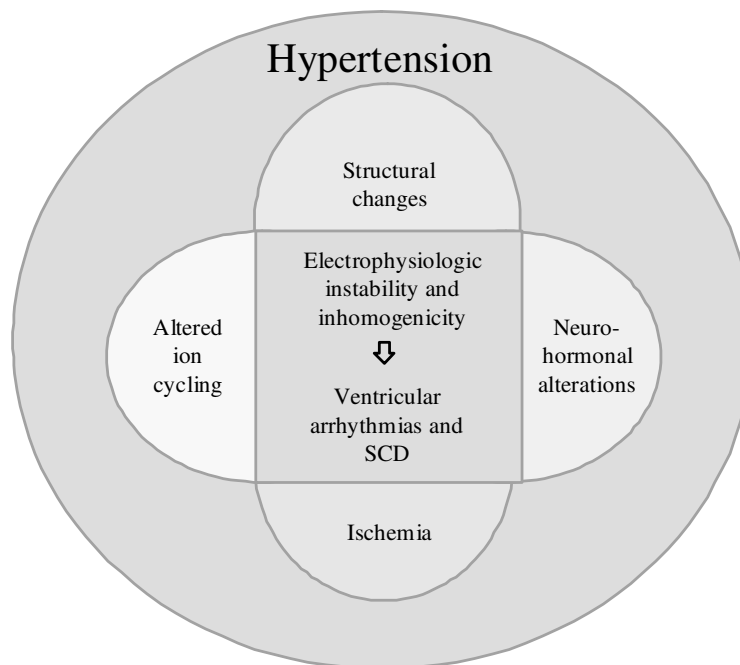 Hypertension
Structural
changes
Electrophysiologic
instability and
inhomogenicity
Altered
ion
cycling
Neuro-
hormonal
alterations
Ventricular
arrhythmias and
SCD
Ischemia